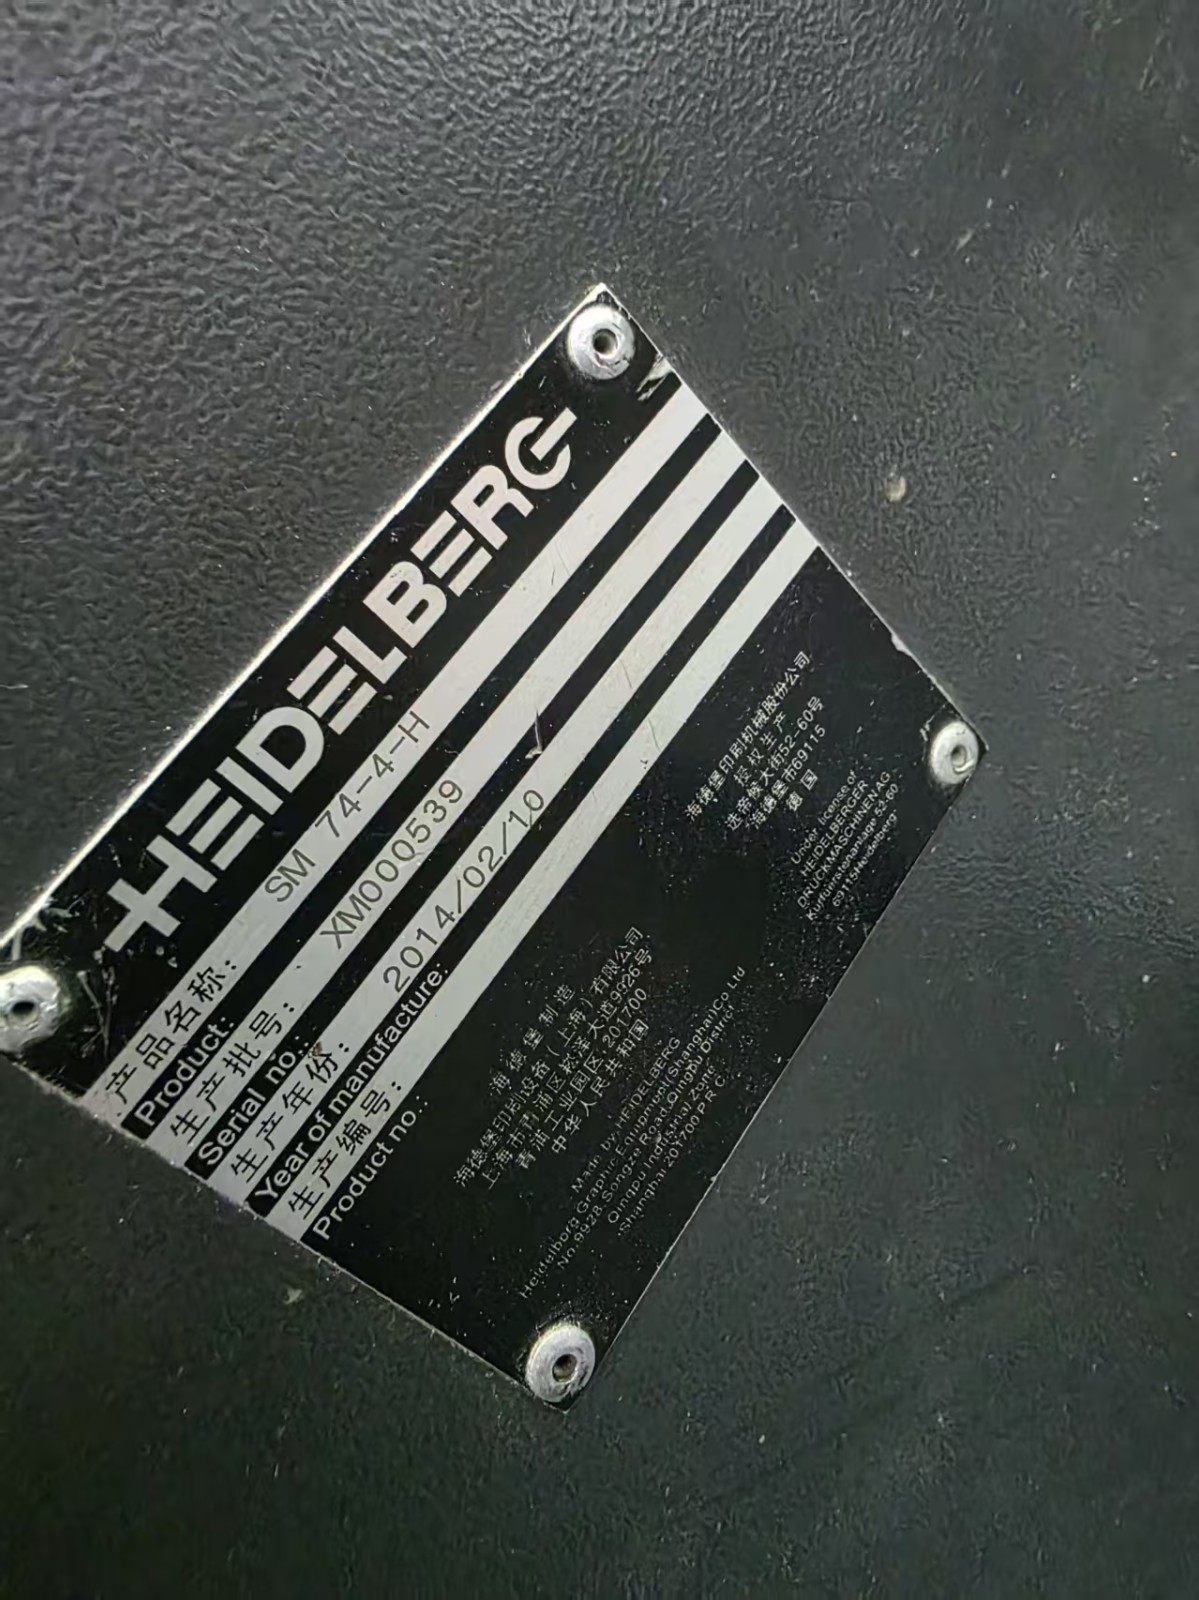 HEIDELBERG
产品名称: SM 74-4-H
Product:
生产批号: XM000539
Serial no.:
生产年份: 2014/02/10
Year of manufacture:
生产编号:
Product no.:
海德堡制造
海德堡印刷设备(上海)有限公司
上海市青浦区崧泽大道9926号
青浦工业园区 201700
中华人民共和国
Made by HEIDELBERG
Heidelberg Graphic Equipment(Shanghai)Co Ltd
No.9928,Songze Road,Qingpu District
Qingpu Industrial Zone
Shanghai 201700 P.R C.
海德堡印刷机械股份公司
授权生产
选帝侯大街52-60号
海德堡市69115
德国
Under license of
HEIDELBERGER
DRUCKMASCHINENAG
Kurfürstenanlage 52-60
69115Heidelberg